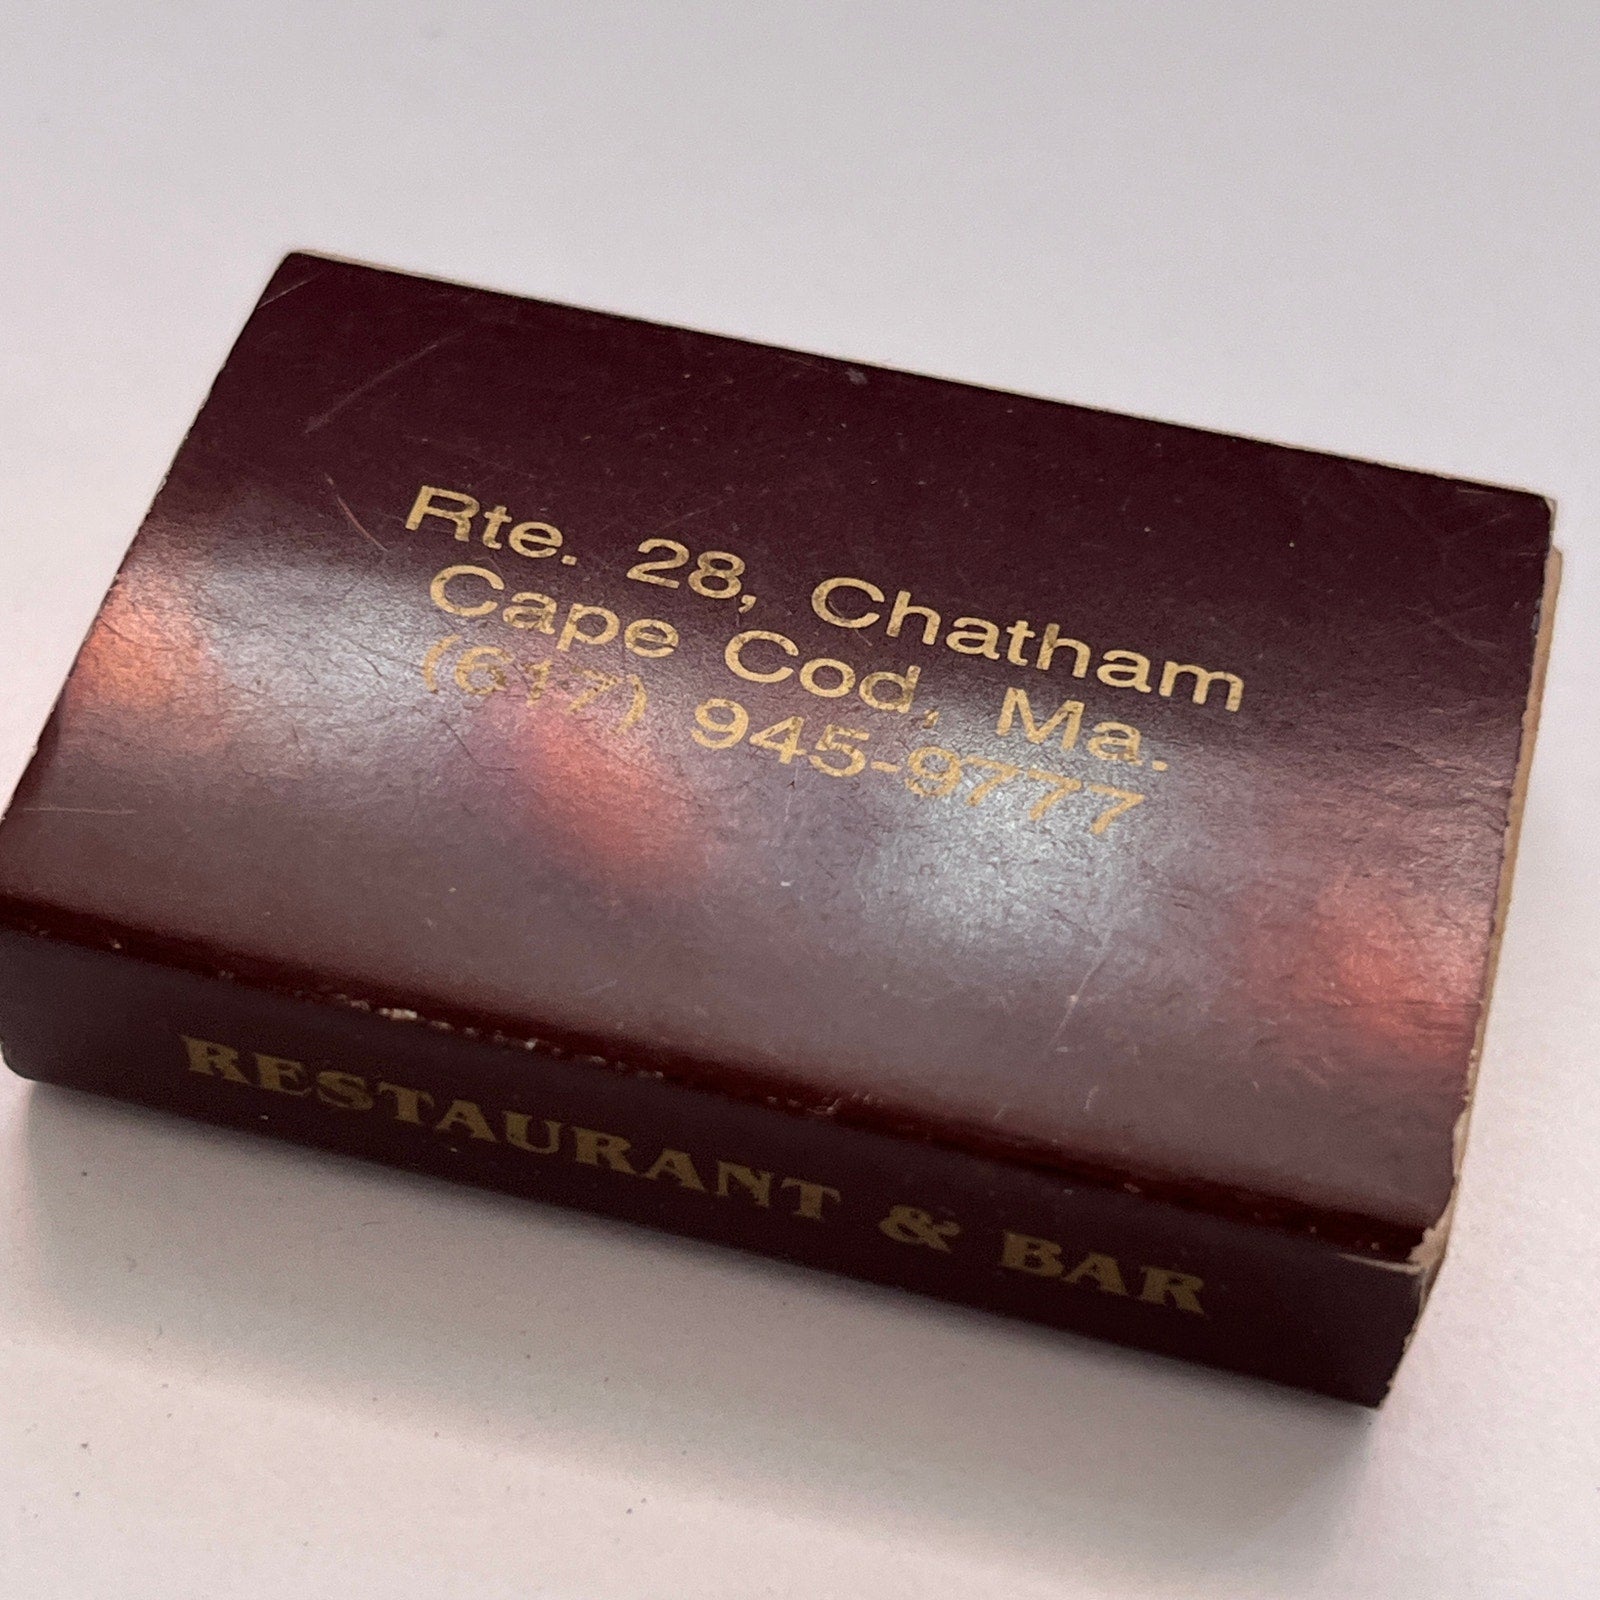 Rte. 28, Chatham
Cape Cod, Ma.
(617) 945-9777
RESTAURANT & BAR